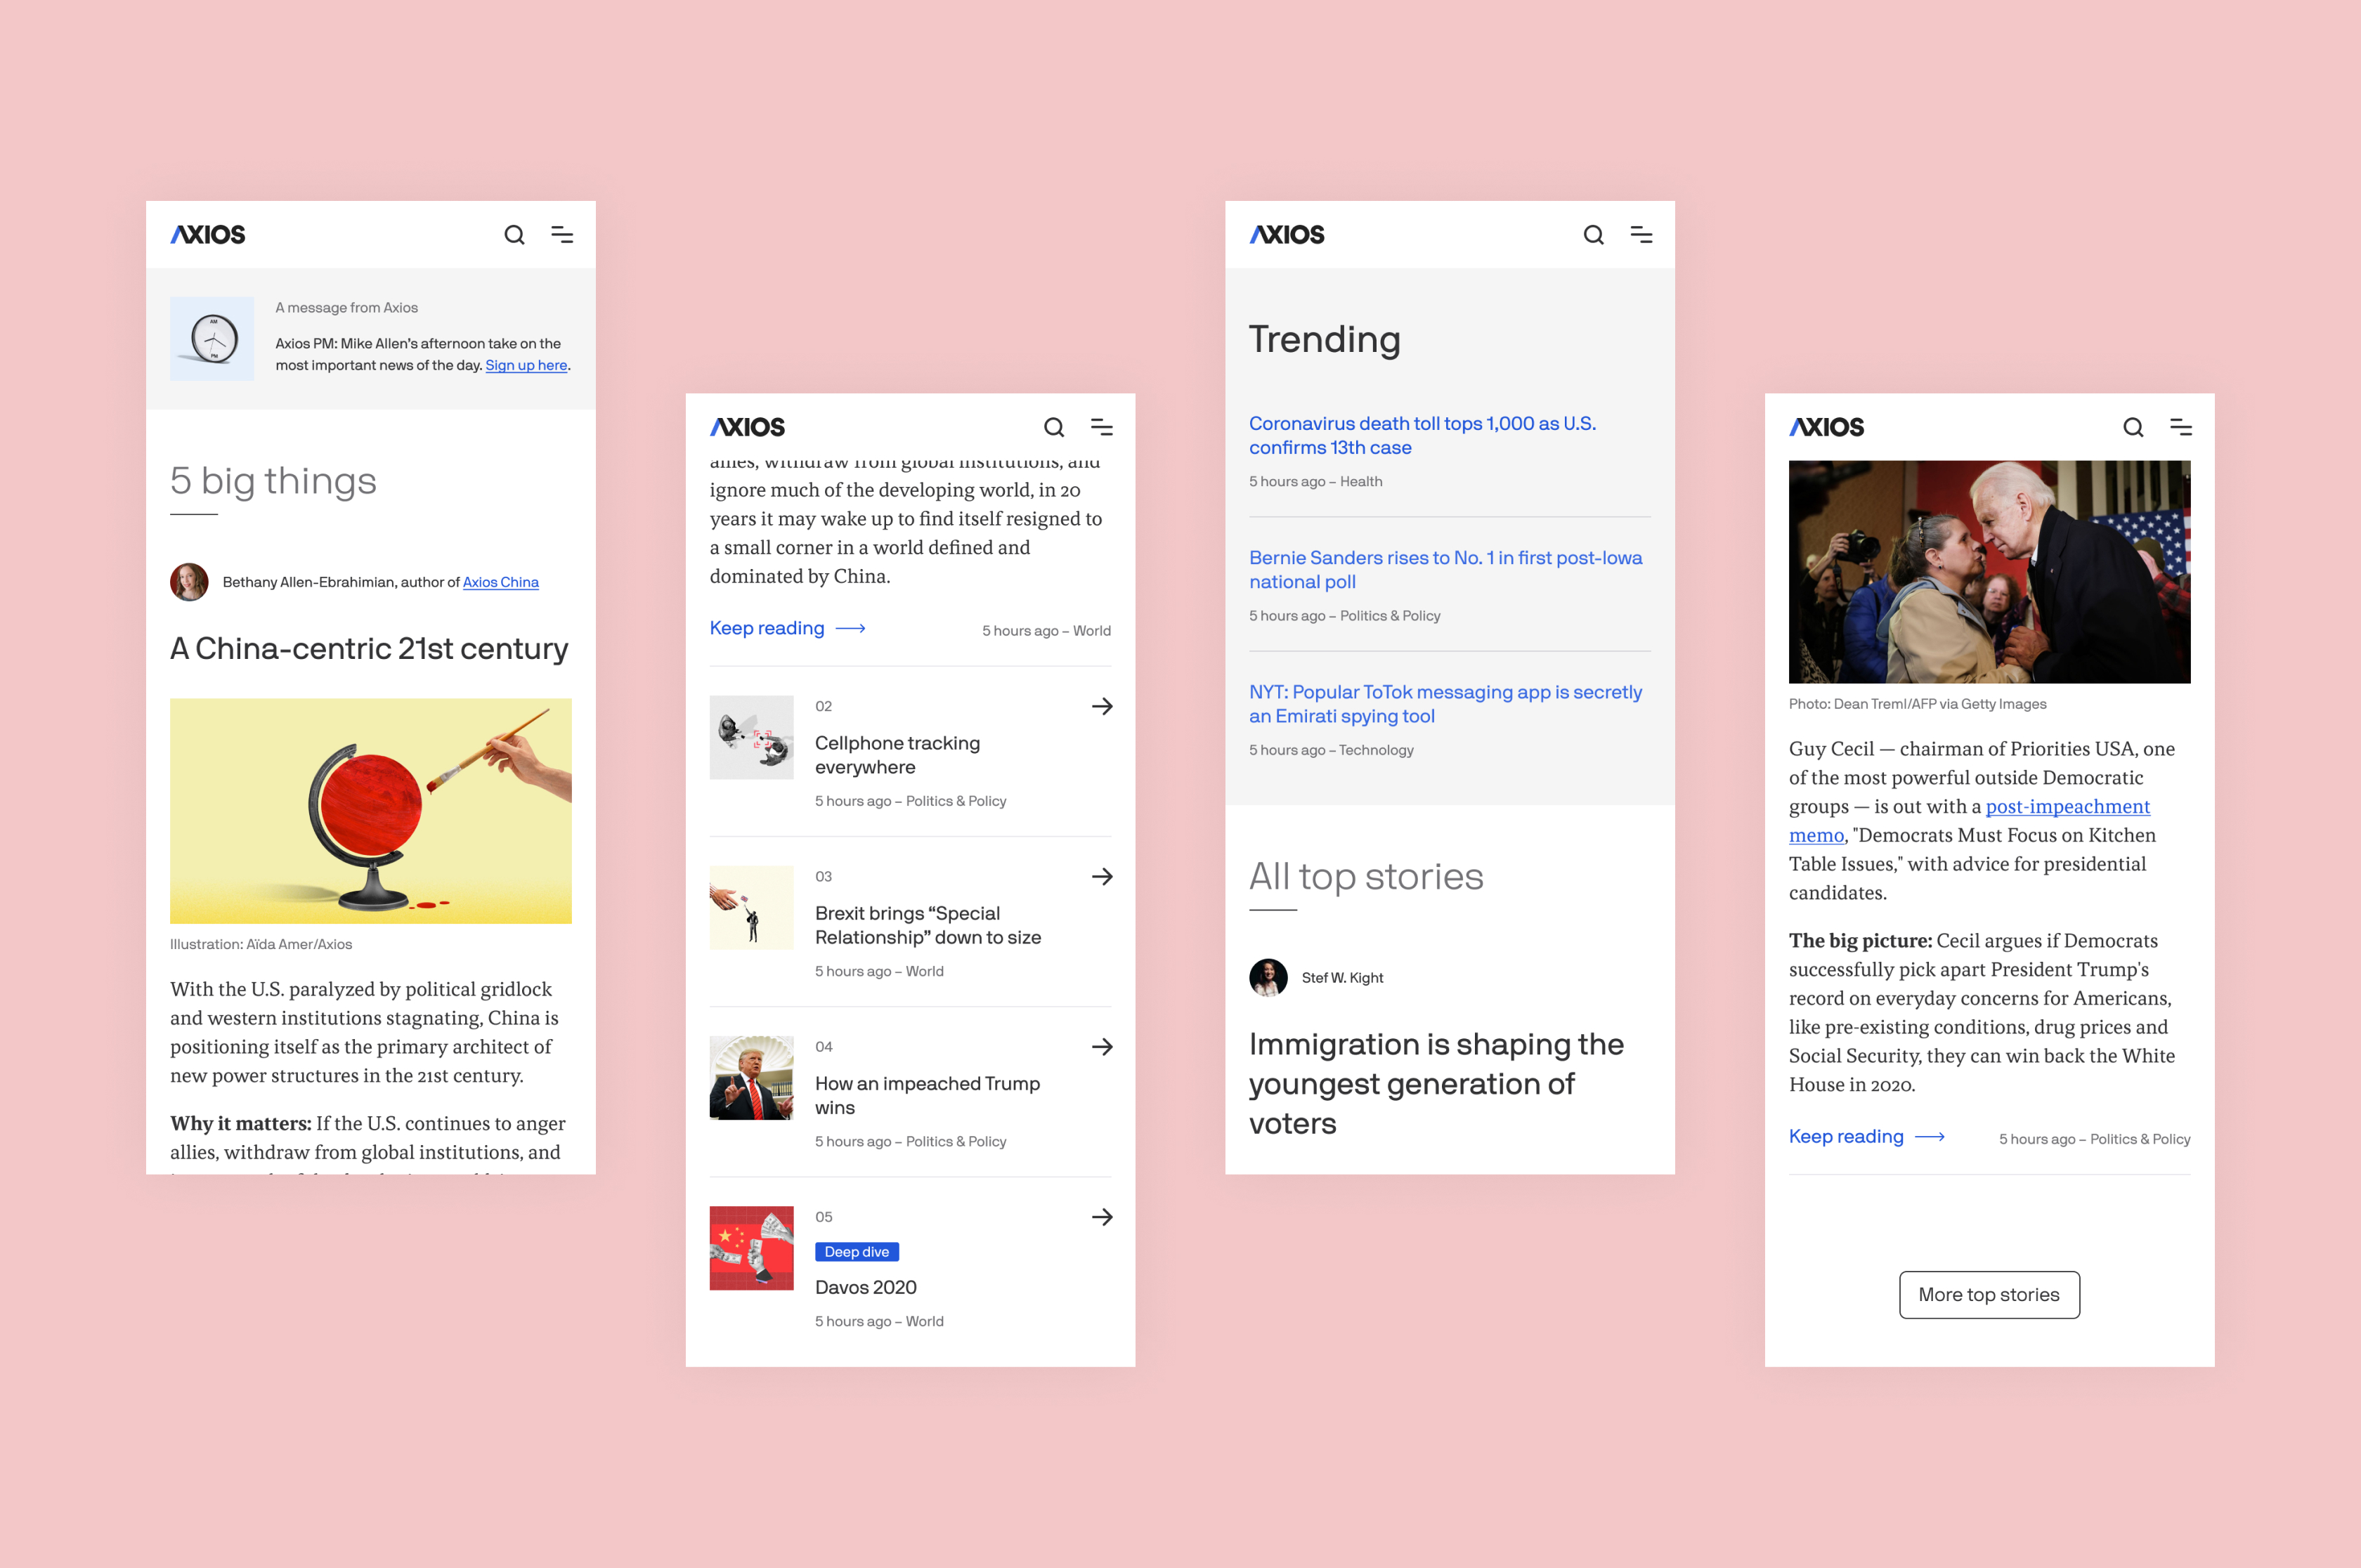 AXIOS
A message from Axios
Axios PM: Mike Allen's afternoon take on the
most important news of the day. Sign up here.
5 big things
Bethany Allen-Ebrahimian, author of Axios China
A China-centric 21st century
AM
PM
Illustration: Aïda Amer/Axios
With the U.S. paralyzed by political gridlock
and western institutions stagnating, China is
positioning itself as the primary architect of
new power structures in the 21st century.
Why it matters: If the U.S. continues to anger
allies, withdraw from global institutions, and
AXIOS
allies, withdraw from global institutions, and
ignore much of the developing world, in 20
years it may wake up to find itself resigned to
a small corner in a world defined and
dominated by China.
Keep reading
5 hours ago – World
02
Cellphone tracking
everywhere
5 hours ago – Politics & Policy
03
Brexit brings “Special
Relationship” down to size
5 hours ago – World
04
How an impeached Trump
wins
5 hours ago – Politics & Policy
05
Deep dive
Davos 2020
5 hours ago – World
AXIOS
Trending
Coronavirus death toll tops 1,000 as U.S.
confirms 13th case
5 hours ago – Health
Bernie Sanders rises to No. 1 in first post-Iowa
national poll
5 hours ago – Politics & Policy
NYT: Popular ToTok messaging app is secretly
an Emirati spying tool
5 hours ago – Technology
All top stories
Stef W. Kight
Immigration is shaping the
youngest generation of
voters
AXIOS
Photo: Dean Treml/AFP via Getty Images
Guy Cecil — chairman of Priorities USA, one
of the most powerful outside Democratic
groups — is out with a post-impeachment
memo, "Democrats Must Focus on Kitchen
Table Issues," with advice for presidential
candidates.
The big picture: Cecil argues if Democrats
successfully pick apart President Trump's
record on everyday concerns for Americans,
like pre-existing conditions, drug prices and
Social Security, they can win back the White
House in 2020.
Keep reading
5 hours ago – Politics & Policy
More top stories